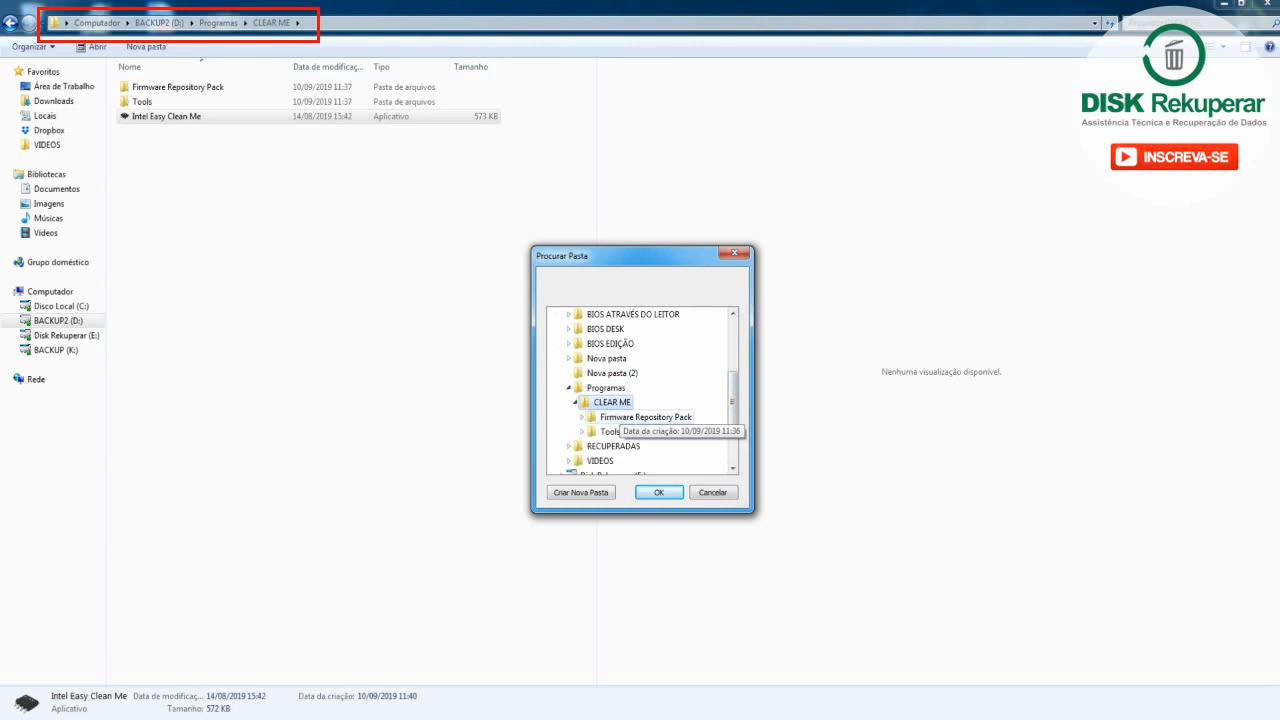 Computador BACKUP2 (D:) Programas CLEAR ME
Organizar Abrir Nova pasta
Nome Data de modificaç... Tipo Tamanho
Firmware Repository Pack 10/09/2019 11:37 Pasta de arquivos
Tools 10/09/2019 11:37 Pasta de arquivos
Intel Easy Clean Me 14/08/2019 15:42 Aplicativo 573 KB
Favoritos
Área de Trabalho
Downloads
Locais
Dropbox
VIDEOS
Bibliotecas
Documentos
Imagens
Músicas
Vídeos
Grupo doméstico
Computador
Disco Local (C:)
BACKUP2 (D:)
Disk Rekuperar (E:)
BACKUP (K:)
Rede
DISK Rekuperar
Assistência Técnica e Recuperação de Dados
INSCREVA-SE
Procurar Pasta
BIOS ATRAVÉS DO LEITOR
BIOS DESK
BIOS EDIÇÃO
Nova pasta
Nova pasta (2)
Programas
CLEAR ME
Firmware Repository Pack
Tools
Data da criação: 10/09/2019 11:36
RECUPERADAS
VIDEOS
Criar Nova Pasta OK Cancelar
Nenhuma visualização disponível.
Intel Easy Clean Me Data de modificaç... 14/08/2019 15:42 Data da criação: 10/09/2019 11:40
Aplicativo Tamanho: 572 KB